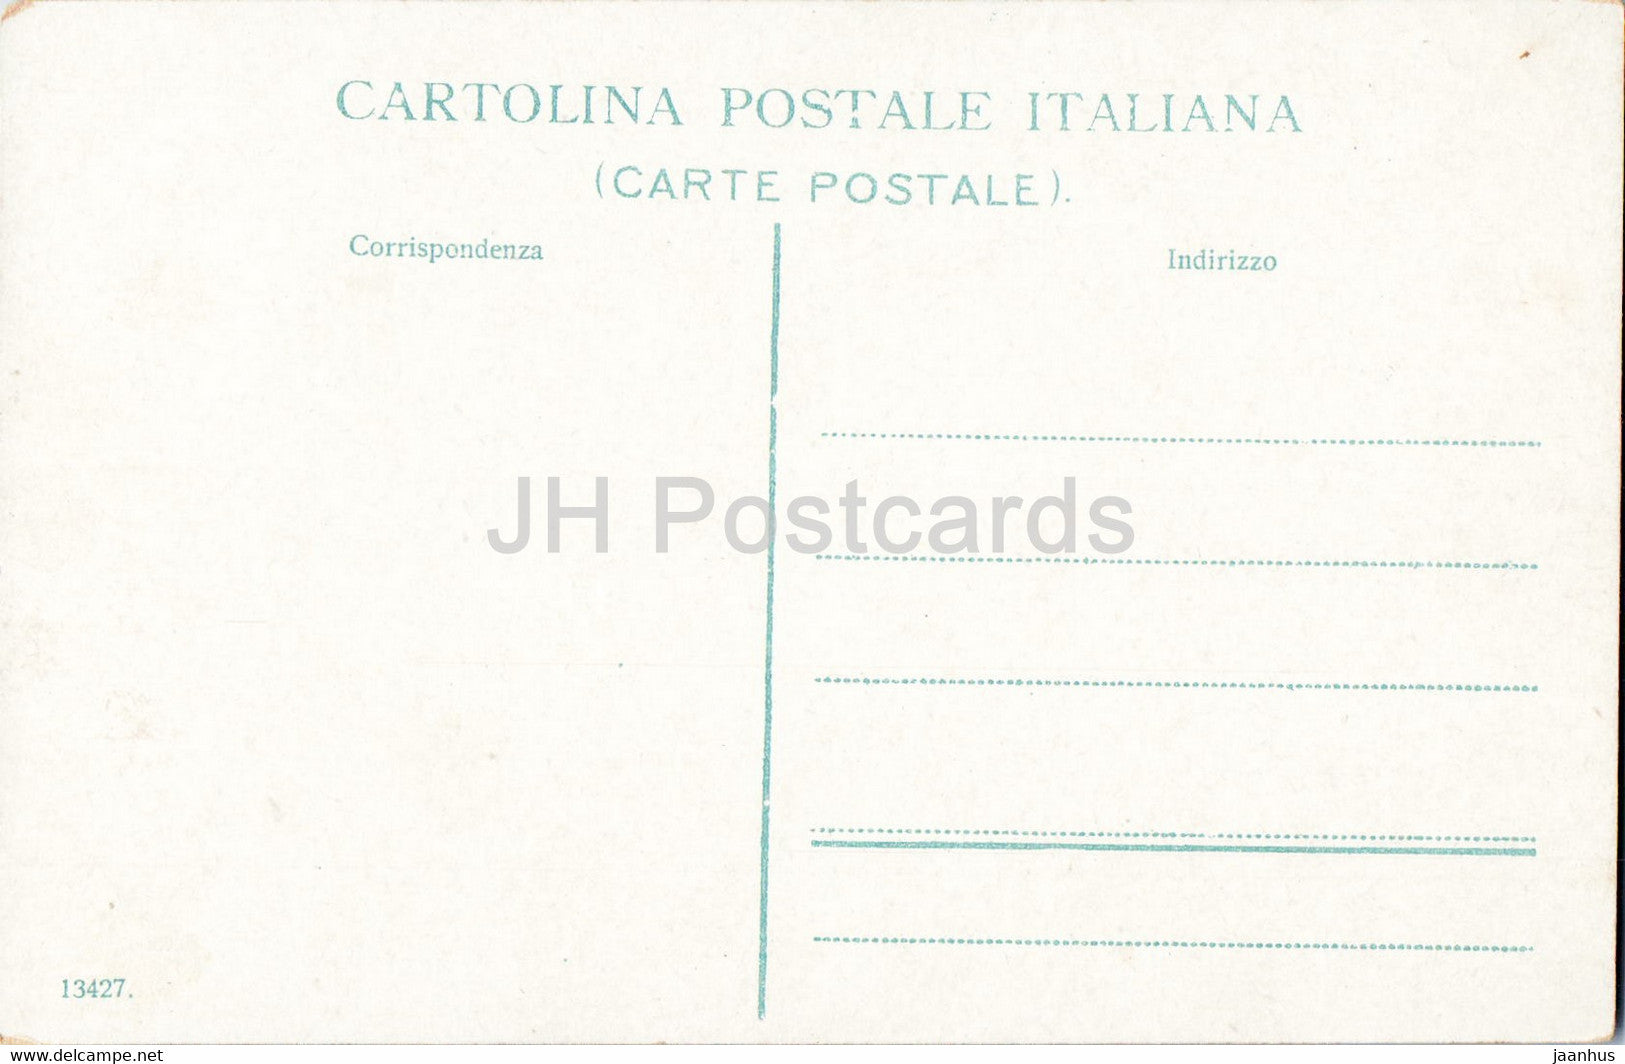 CARTOLINA POSTALE ITALIANA
(CARTE POSTALE).
Corrispondenza
Indirizzo
JH Postcards
13427.
www.delcampe.net
jaanhus